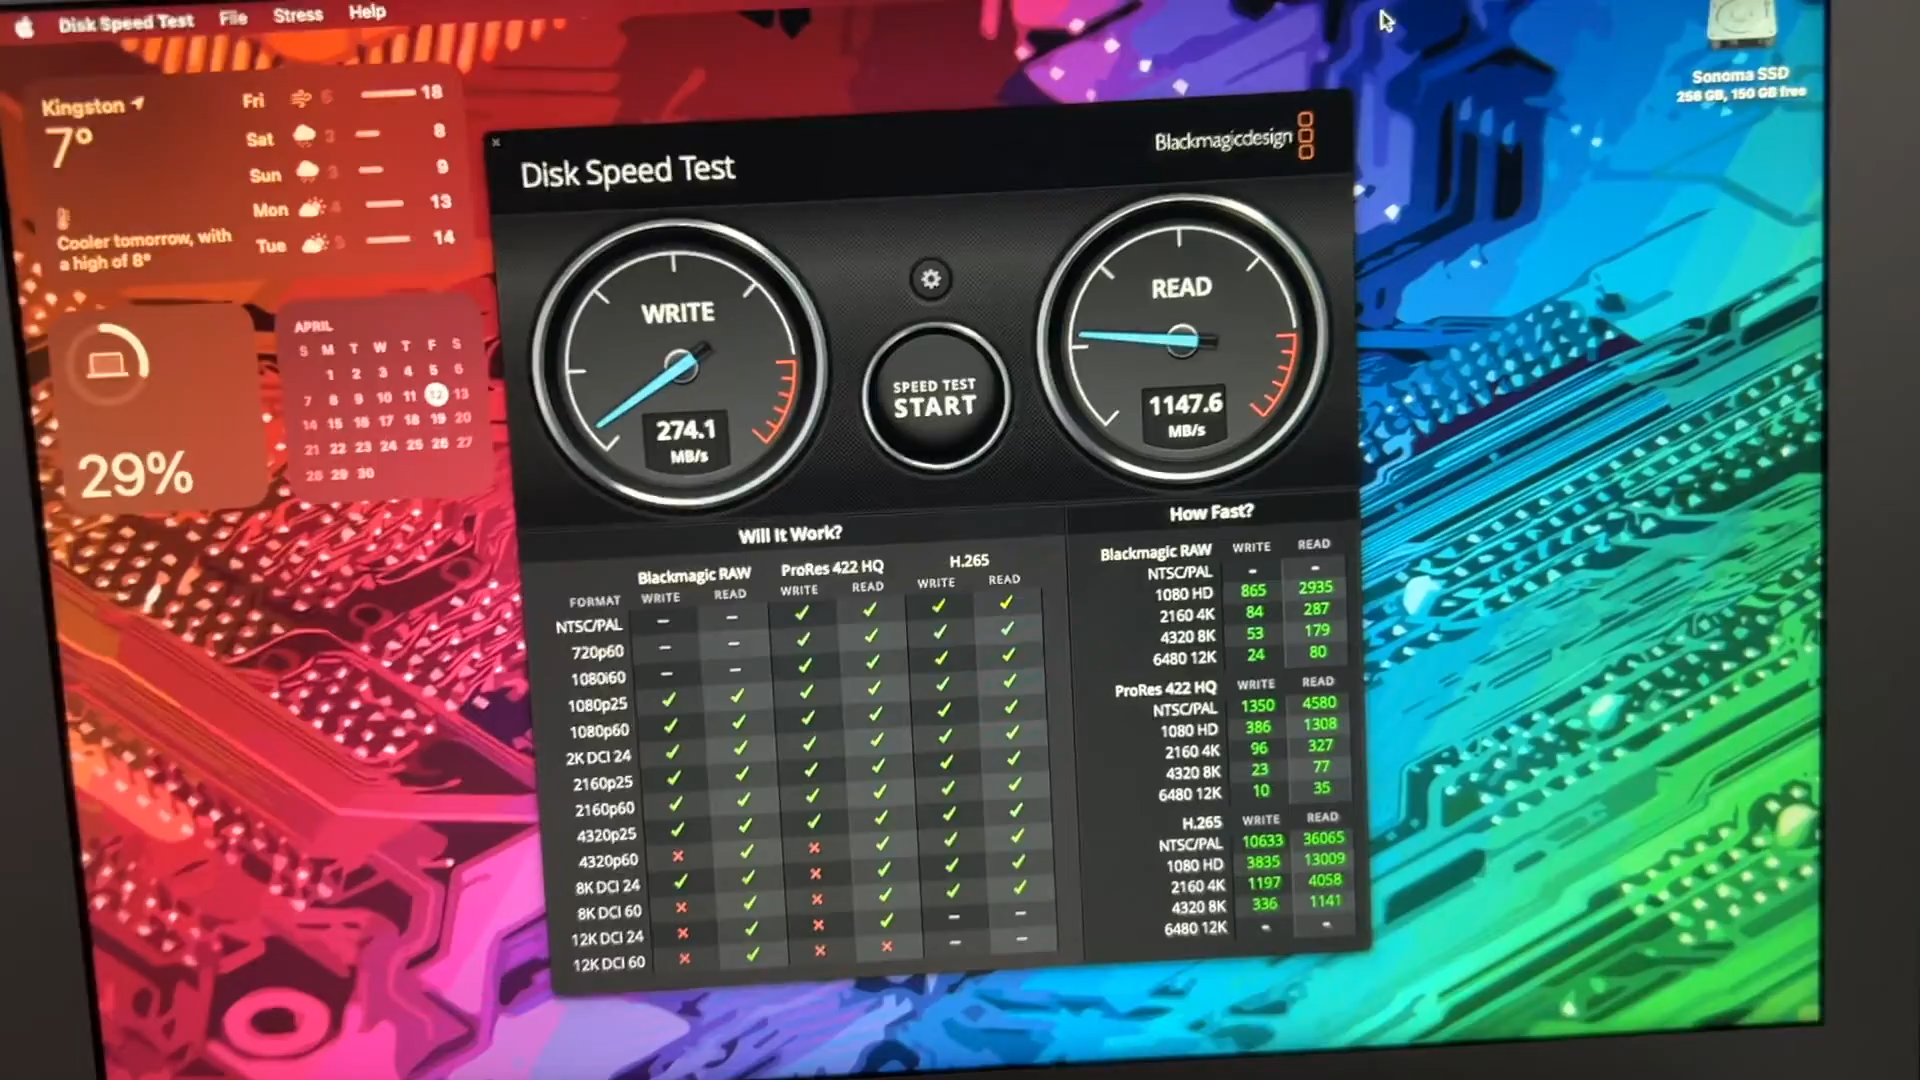 Disk Speed Test File Stress Help
Sonoma SSD
256 GB, 150 GB free
Kingston
7°
Cooler tomorrow, with
a high of 8°
Fri 6 18
Sat 3 8
Sun 3 9
Mon 4 13
Tue 5 14
29%
APRIL
S M T W T F S
1 2 3 4 5 6
7 8 9 10 11 12 13
14 15 16 17 18 19 20
21 22 23 24 25 26 27
28 29 30
Disk Speed Test
Blackmagicdesign
WRITE
274.1
MB/s
SPEED TEST
START
READ
1147.6
MB/s
Will It Work?
Blackmagic RAW ProRes 422 HQ H.265
FORMAT WRITE READ WRITE READ WRITE READ
NTSC/PAL - - ✓ ✓ ✓ ✓
720p60 - - ✓ ✓ ✓ ✓
1080i60 - - ✓ ✓ ✓ ✓
1080p25 ✓ ✓ ✓ ✓ ✓ ✓
1080p60 ✓ ✓ ✓ ✓ ✓ ✓
2K DCI 24 ✓ ✓ ✓ ✓ ✓ ✓
2160p25 ✓ ✓ ✓ ✓ ✓ ✓
2160p60 ✓ ✓ ✓ ✓ ✓ ✓
4320p25 ✓ ✓ ✓ ✓ ✓ ✓
4320p60 × ✓ × ✓ ✓ ✓
8K DCI 24 ✓ ✓ × ✓ ✓ ✓
8K DCI 60 × ✓ × ✓ ✓ ✓
12K DCI 24 × ✓ × ✓ - -
12K DCI 60 × ✓ × × - -
How Fast?
Blackmagic RAW WRITE READ
NTSC/PAL - -
1080 HD 865 2935
2160 4K 84 287
4320 8K 53 179
6480 12K 24 80
ProRes 422 HQ WRITE READ
NTSC/PAL 1350 4580
1080 HD 386 1308
2160 4K 96 327
4320 8K 23 77
6480 12K 10 35
H.265 WRITE READ
NTSC/PAL 10633 36065
1080 HD 3835 13009
2160 4K 1197 4058
4320 8K 336 1141
6480 12K - -